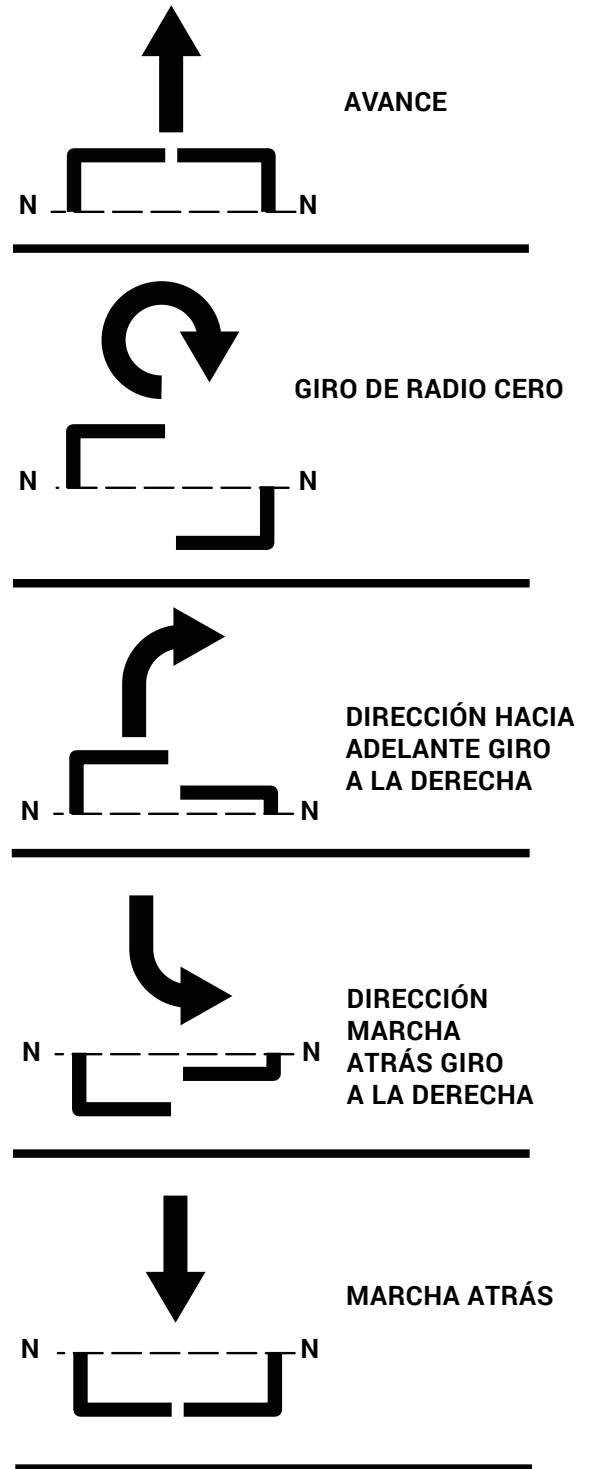 AVANCE
N N
GIRO DE RADIO CERO
N N
DIRECCIÓN HACIA
ADELANTE GIRO
A LA DERECHA
N N
DIRECCIÓN
MARCHA
ATRÁS GIRO
A LA DERECHA
N N
MARCHA ATRÁS
N N